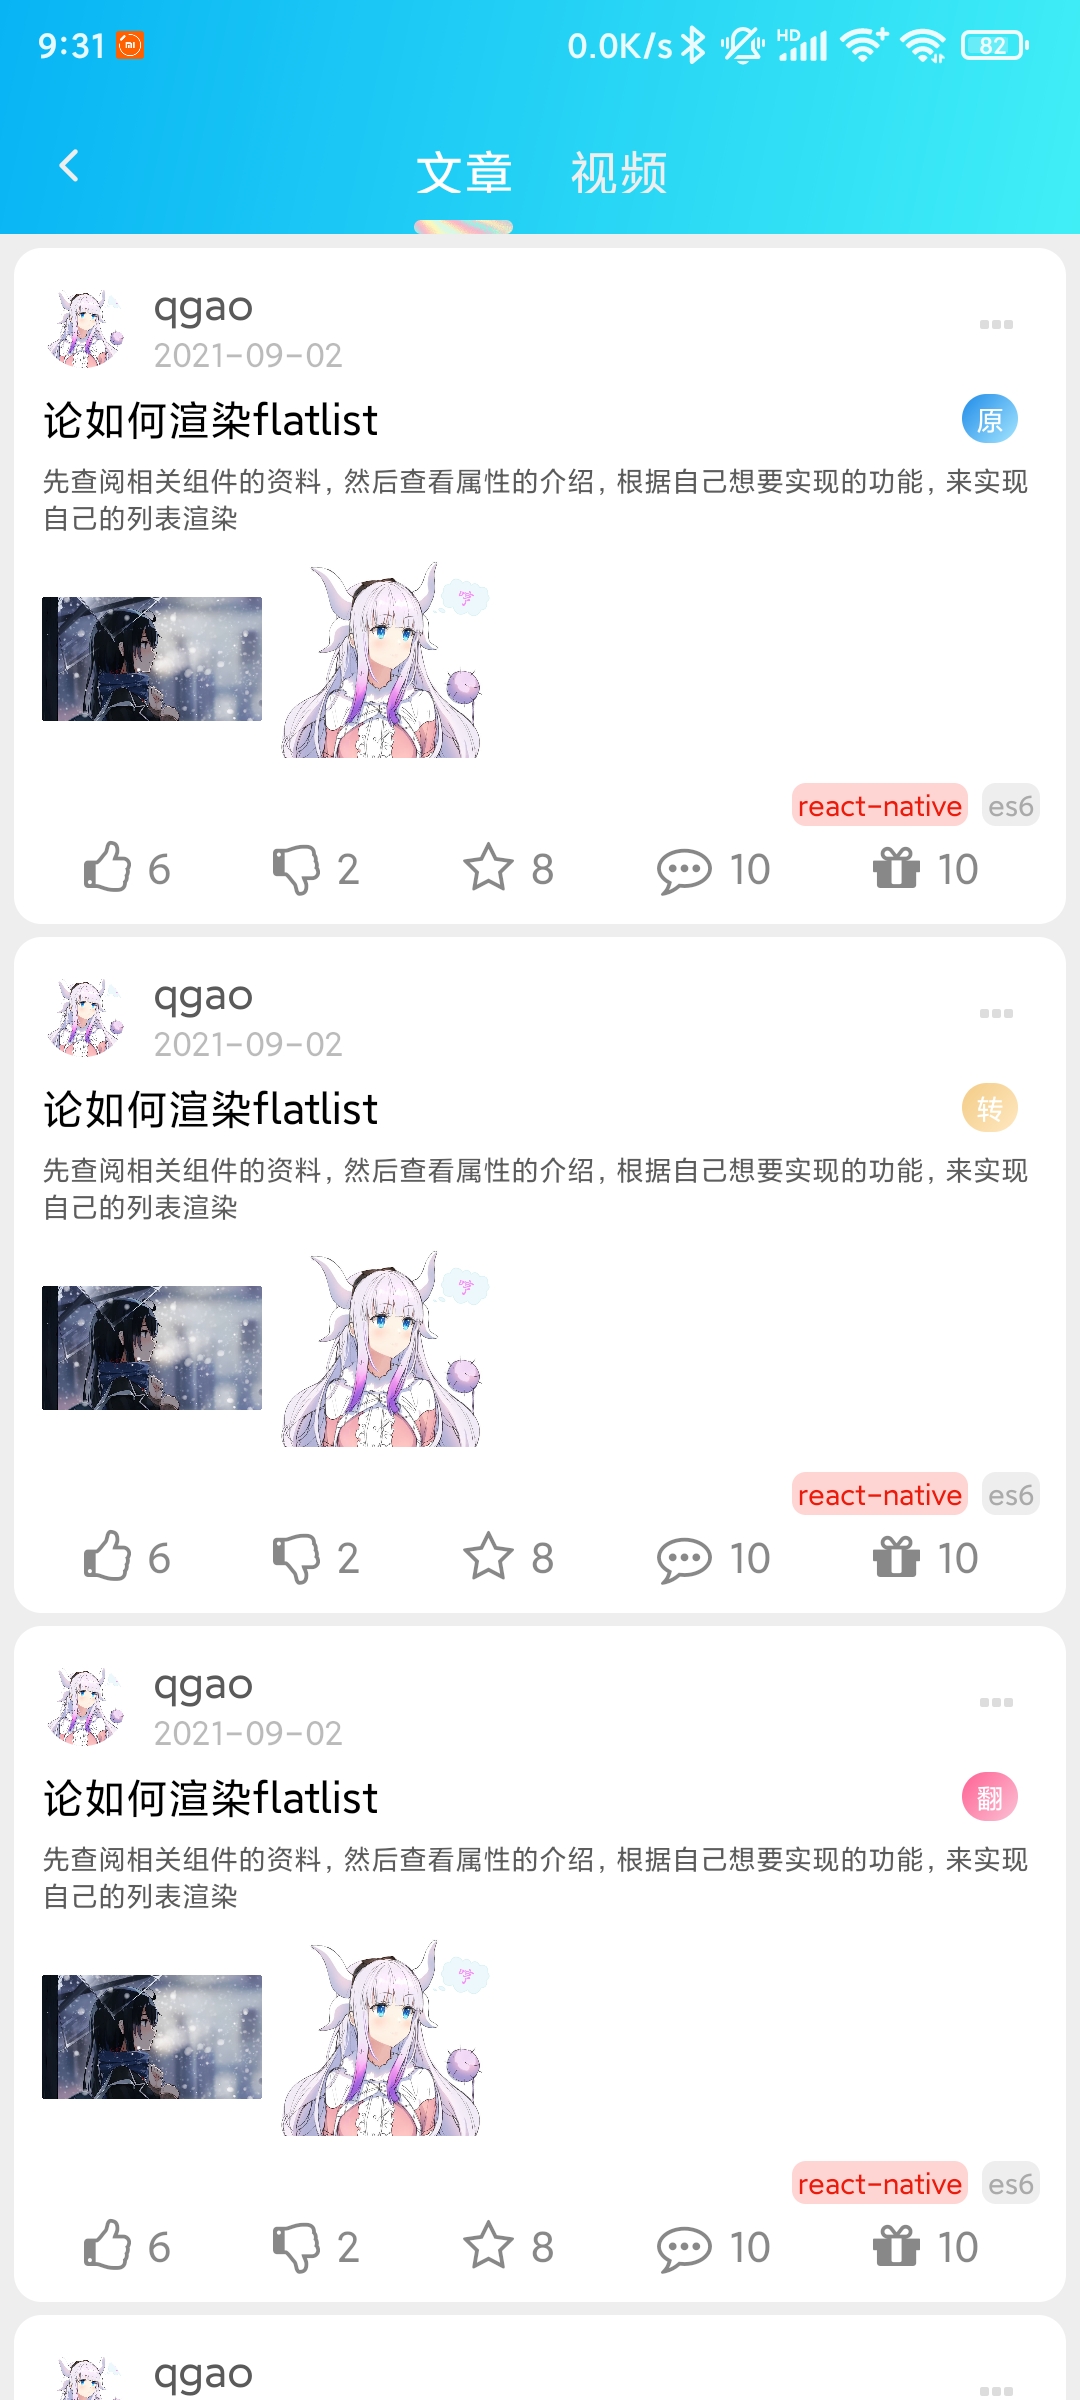 9:31 0.0K/s HD 82
文章 视频
qgao
2021-09-02
论如何渲染flatlist 原
先查阅相关组件的资料，然后查看属性的介绍，根据自己想要实现的功能，来实现
自己的列表渲染
哼
react-native es6
6 2 8 10 10
qgao
2021-09-02
论如何渲染flatlist 转
先查阅相关组件的资料，然后查看属性的介绍，根据自己想要实现的功能，来实现
自己的列表渲染
哼
react-native es6
6 2 8 10 10
qgao
2021-09-02
论如何渲染flatlist 翻
先查阅相关组件的资料，然后查看属性的介绍，根据自己想要实现的功能，来实现
自己的列表渲染
哼
react-native es6
6 2 8 10 10
qgao